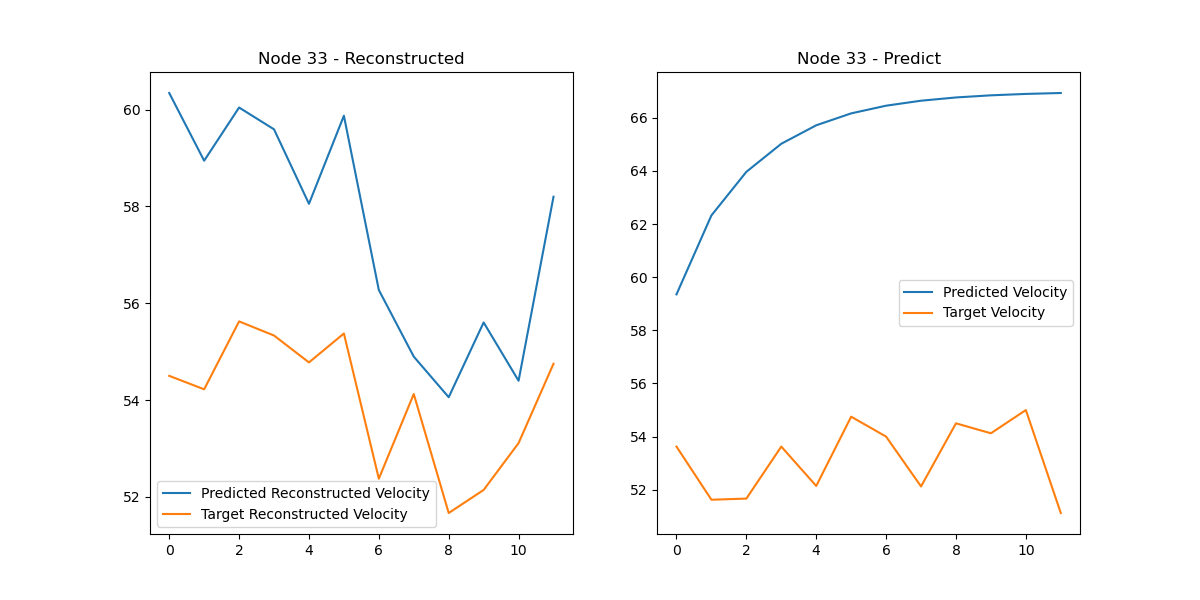 Node 33 - Reconstructed
60
58
56
54
52
Predicted Reconstructed Velocity
Target Reconstructed Velocity
0 2 4 6 8 10
Node 33 - Predict
66
64
62
60
58
56
54
52
Predicted Velocity
Target Velocity
0 2 4 6 8 10